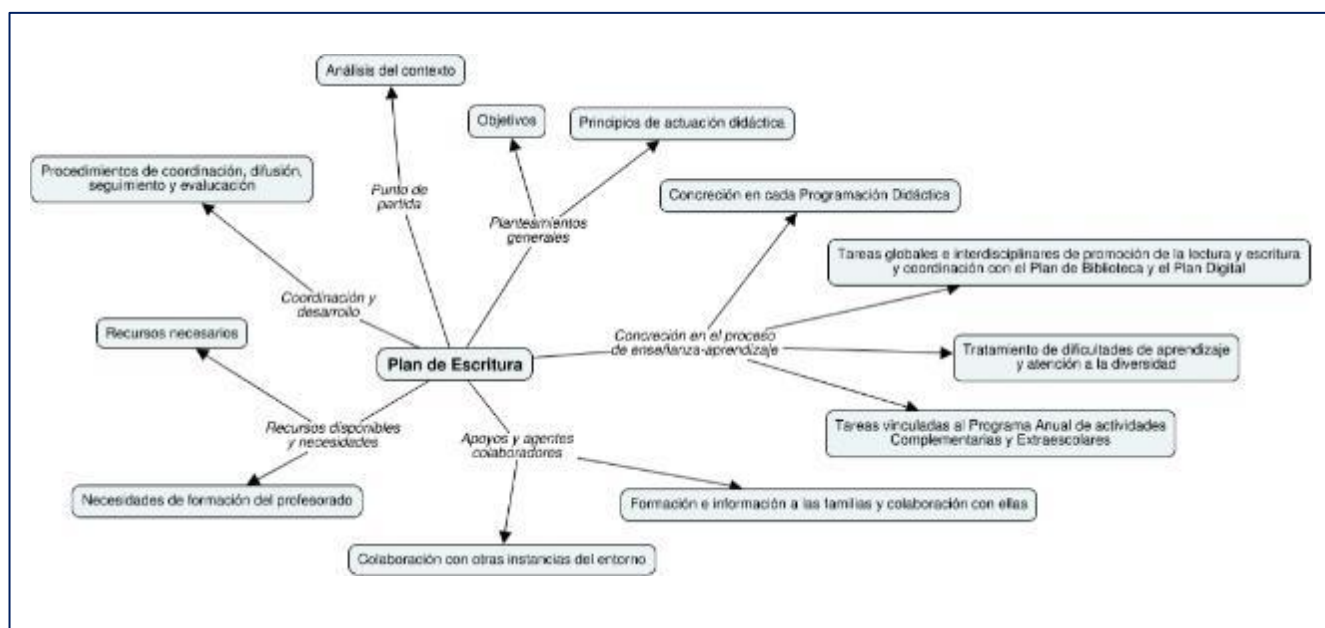 Análisis del contexto
Objetivos
Principios de actuación didáctica
Procedimientos de coordinación, difusión,
seguimiento y evalucación
Punto de
partida
Planteamientos
generales
Concreción en cada Programación Didáctica
Tareas globales e interdisciplinares de promoción de la lectura y escritura
y coordinación con el Plan de Biblioteca y el Plan Digital
Coordinación y
desarrollo
Recursos necesarios
Concreción en el proceso
de enseñanza-aprendizaje
Plan de Escritura
Tratamiento de dificultades de aprendizaje
y atención a la diversidad
Tareas vinculadas al Programa Anual de actividades
Complementarias y Extraescolares
Recursos disponibles
y necesidades
Apoyos y agentes
colaboradores
Necesidades de formación del profesorado
Formación e información a las familias y colaboración con ellas
Colaboración con otras instancias del entorno